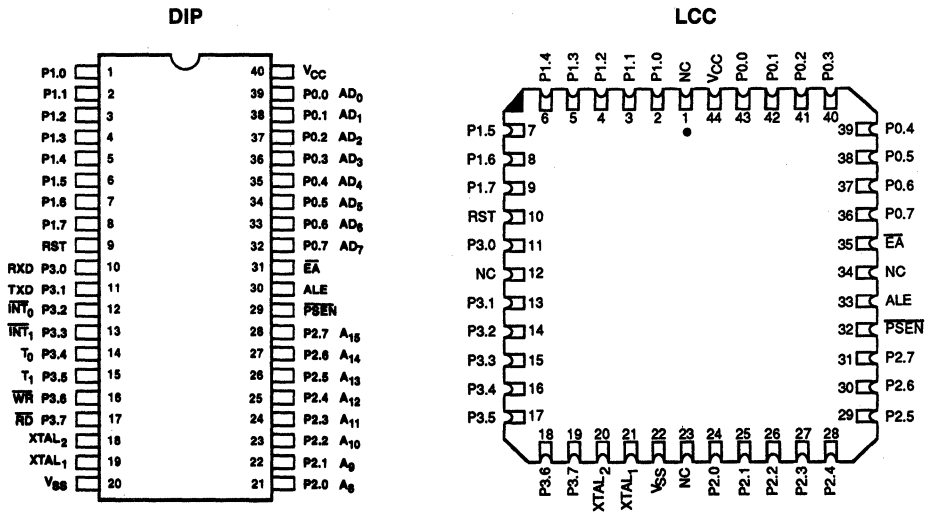 DIP
P1.0 1 40 VCC
P1.1 2 39 P0.0 AD0
P1.2 3 38 P0.1 AD1
P1.3 4 37 P0.2 AD2
P1.4 5 36 P0.3 AD3
P1.5 6 35 P0.4 AD4
P1.6 7 34 P0.5 AD5
P1.7 8 33 P0.6 AD6
RST 9 32 P0.7 AD7
RXD P3.0 10 31 EA
TXD P3.1 11 30 ALE
INT0 P3.2 12 29 PSEN
INT1 P3.3 13 28 P2.7 A15
T0 P3.4 14 27 P2.6 A14
T1 P3.5 15 26 P2.5 A13
WR P3.6 16 25 P2.4 A12
RD P3.7 17 24 P2.3 A11
XTAL2 18 23 P2.2 A10
XTAL1 19 22 P2.1 A9
VSS 20 21 P2.0 A8
LCC
P1.4 P1.3 P1.2 P1.1 P1.0 NC VCC P0.0 P0.1 P0.2 P0.3
6 5 4 3 2 1 44 43 42 41 40
P1.5 7 39 P0.4
P1.6 8 38 P0.5
P1.7 9 37 P0.6
RST 10 36 P0.7
P3.0 11 35 EA
NC 12 34 NC
P3.1 13 33 ALE
P3.2 14 32 PSEN
P3.3 15 31 P2.7
P3.4 16 30 P2.6
P3.5 17 29 P2.5
18 19 20 21 22 23 24 25 26 27 28
P3.6 P3.7 XTAL2 XTAL1 VSS NC P2.0 P2.1 P2.2 P2.3 P2.4